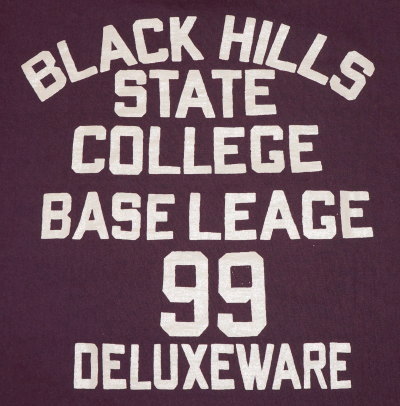 BLACK HILLS
STATE
COLLEGE
BASE LEAGE
99
DELUXEWARE